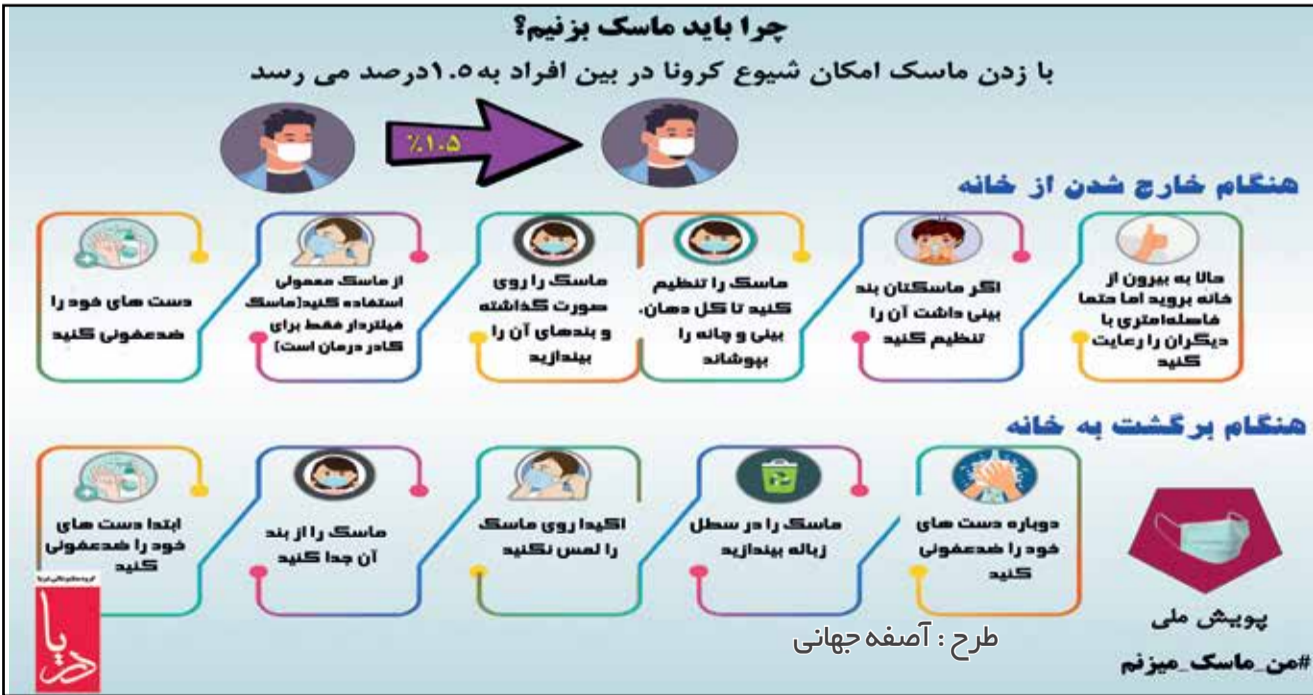 چرا باید ماسک بزنیم؟
با زدن ماسک امکان شیوع کرونا در بین افراد به ۱.۵درصد می رسد
٪۱.۵
هنگام خارج شدن از خانه
دست های خود را
ضدعفونی کنید
از ماسک معمولی
استفاده کنید(ماسک
فیلتردار فقط برای
کادر درمان است)
ماسک را روی
صورت گذاشته
و بندهای آن را
بیندازید
ماسک را تنظیم
کنید تا کل دهان،
بینی و چانه را
بپوشاند
اگر ماسکتان بند
بینی داشت آن را
تنظیم کنید
حالا به بیرون از
خانه بروید اما حتما
فاصله۱متری با
دیگران را رعایت
کنید
هنگام برگشت به خانه
ابتدا دست های
خود را ضدعفونی
کنید
ماسک را از بند
آن جدا کنید
اکیدا روی ماسک
را لمس نکنید
ماسک را در سطل
زباله بیندازید
دوباره دست های
خود را ضدعفونی
کنید
پویش ملی
#من_ماسک_میزنم
طرح : آصفه جهانی
دریا